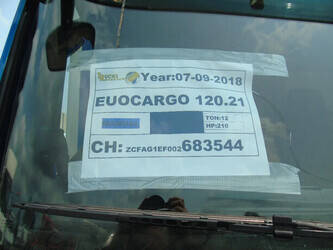 Year:07-09-2018
EUOCARGO 120.21
TON:12
HP:210
CH: ZCFAG1EF002683544